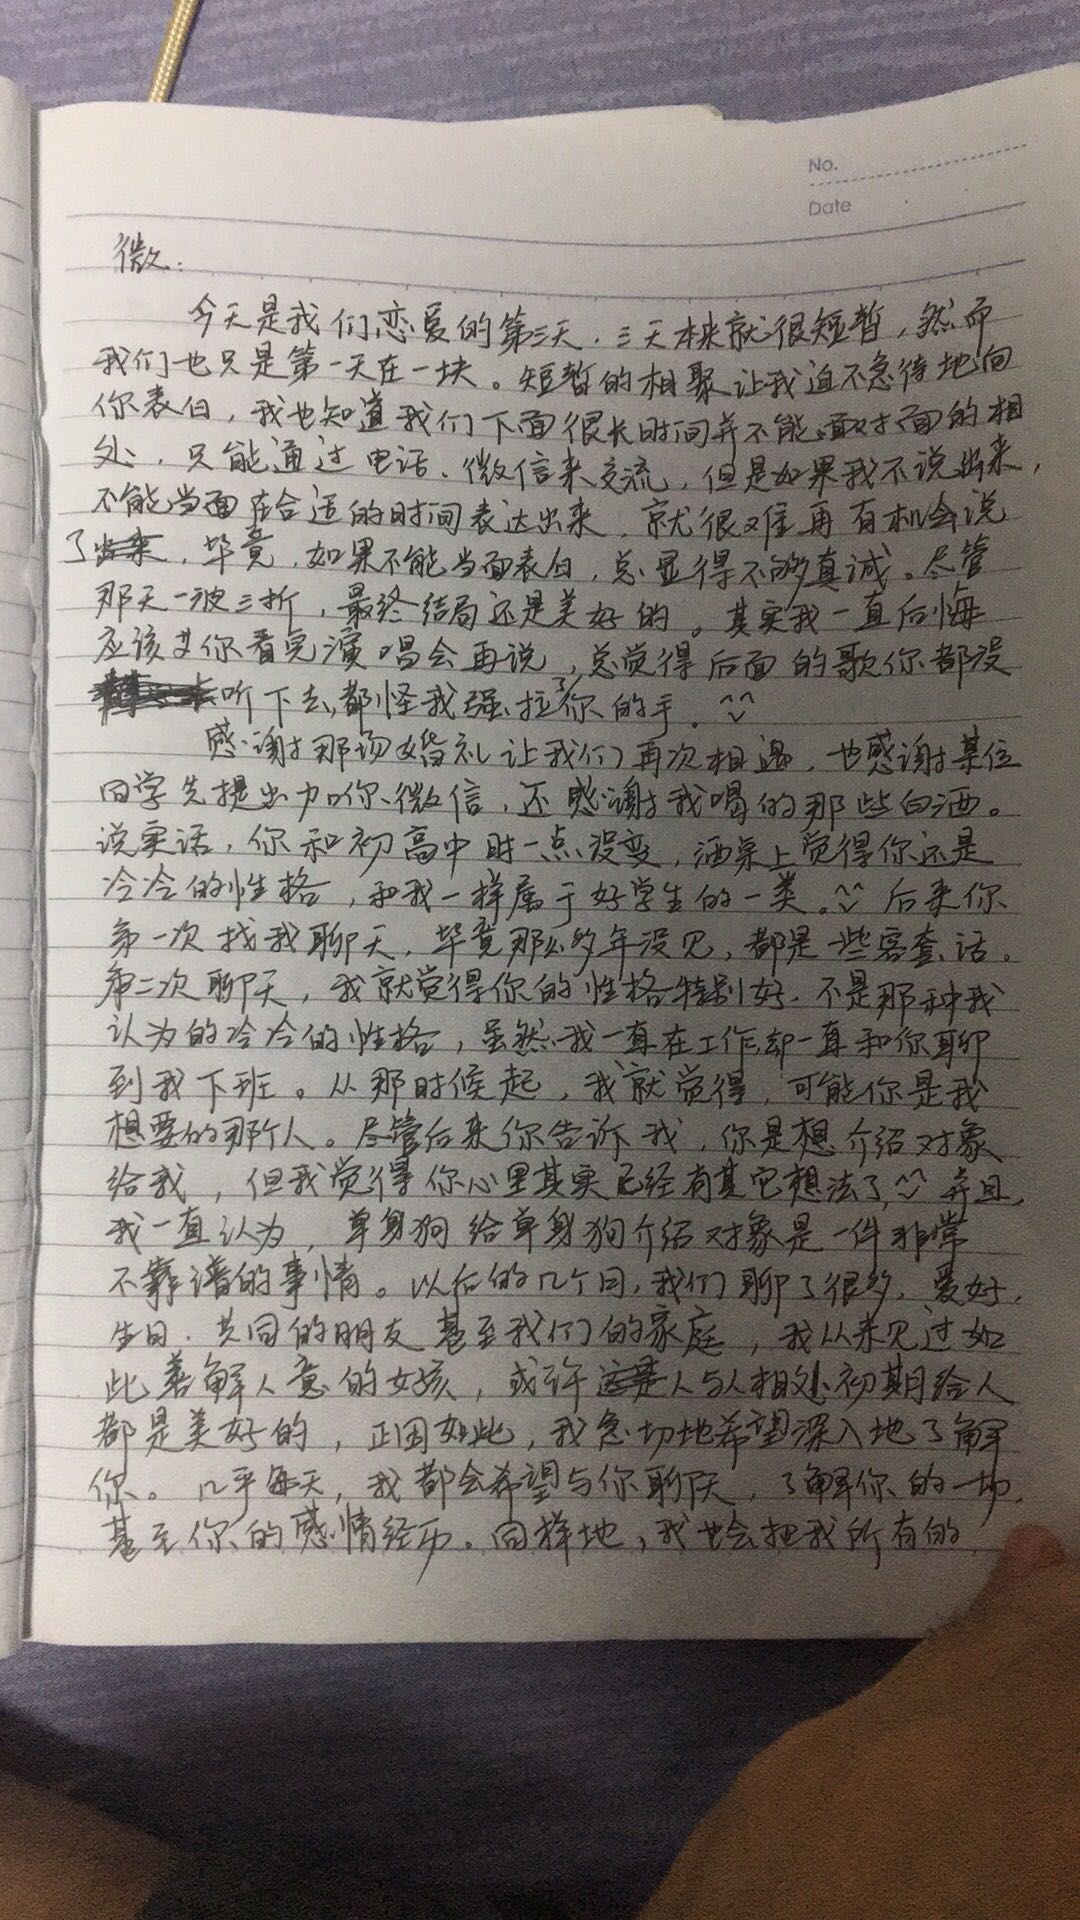 No.
Date
微:
今天是我们恋爱的第三天.三天本来就很短暂,然而
我们也只是第一天在一块。短暂的相聚让我迫不急待地向
你表白,我也知道我们下面很长时间并不能面对面的相
处,只能通过电话、微信来交流,但是如果我不说出来,
不能当面在合适的时间表达出来,就很难再有机会说
了,毕竟,如果不能当面表白,总显得不够真诚。尽管
那天一波三折,最终结局还是美好的。其实我一直后悔
应该等你看完演唱会再说,总觉得后面的歌你都没
听下去,都怪我强拉了你的手.^^
感谢那场婚礼让我们再次相遇,也感谢某位
同学先提出加你微信,还感谢我喝的那些白酒。
说实话,你和初高中时一点没变,酒桌上觉得你还是
冷冷的性格,和我一样属于好学生的一类。^^后来你
第一次找我聊天,毕竟那么多年没见,都是一些客套话。
第二次聊天,我就觉得你的性格特别好.不是那种我
认为的冷冷的性格,虽然我一直在工作却一直和你聊
到我下班。从那时候起,我就觉得,可能你是我
想要的那个人。尽管后来你告诉我,你是想介绍对象
给我,但我觉得你心里其实已经有其它想法了,^^并且,
我一直认为,单身狗给单身狗介绍对象是一件非常
不靠谱的事情。以后的几个月,我们聊了很多.爱好.
生日.共同的朋友甚至我们的家庭,我从来见过如
此善解人意的女孩,或许这是人与人相处初期给人
都是美好的,正因如此,我急切地希望深入地了解
你。几乎每天,我都会希望与你聊天,了解你的一切,
甚至你的感情经历。同样地,我也会把我所有的